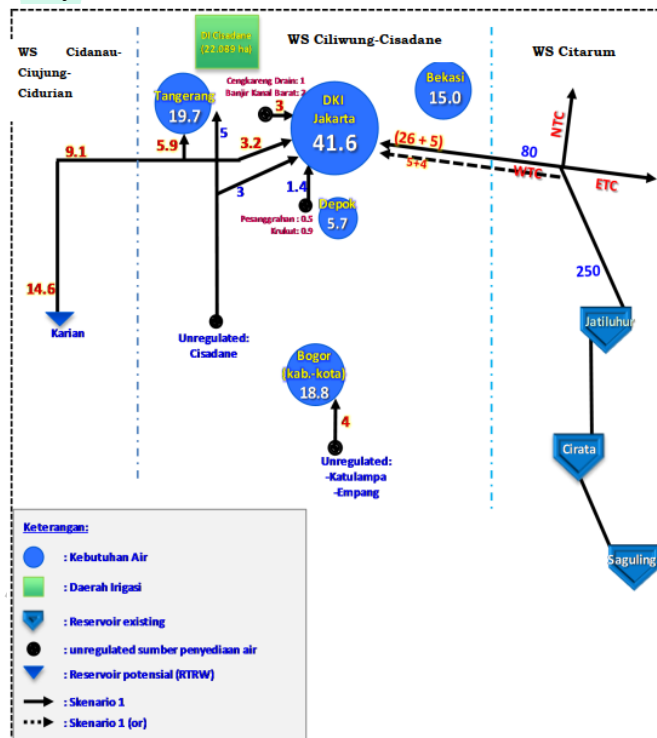 WS Cidanau-
Ciujung-
Cidurian
WS Ciliwung-Cisadane
WS Citarum
DI Cisadane
(22.089 ha)
Cengkareng Drain: 1
Banjir Kanal Barat: 2
Tangerang
19.7
3
DKI
Jakarta
41.6
Bekasi
15.0
NTC
5
5.9
3.2
9.1
(26 + 5)
80
5+4
WTC
ETC
3
1.4
Depok
5.7
Pesanggrahan : 0.5
Krukut: 0.9
14.6
250
Karian
Unregulated:
Cisadane
Jatiluhur
Bogor
(kab.-kota)
18.8
4
Cirata
Unregulated:
-Katulampa
-Empang
Saguling
Keterangan:
: Kebutuhan Air
: Daerah Irigasi
: Reservoir existing
: unregulated sumber penyediaan air
: Reservoir potensial (RTRW)
: Skenario 1
: Skenario 1 (or)